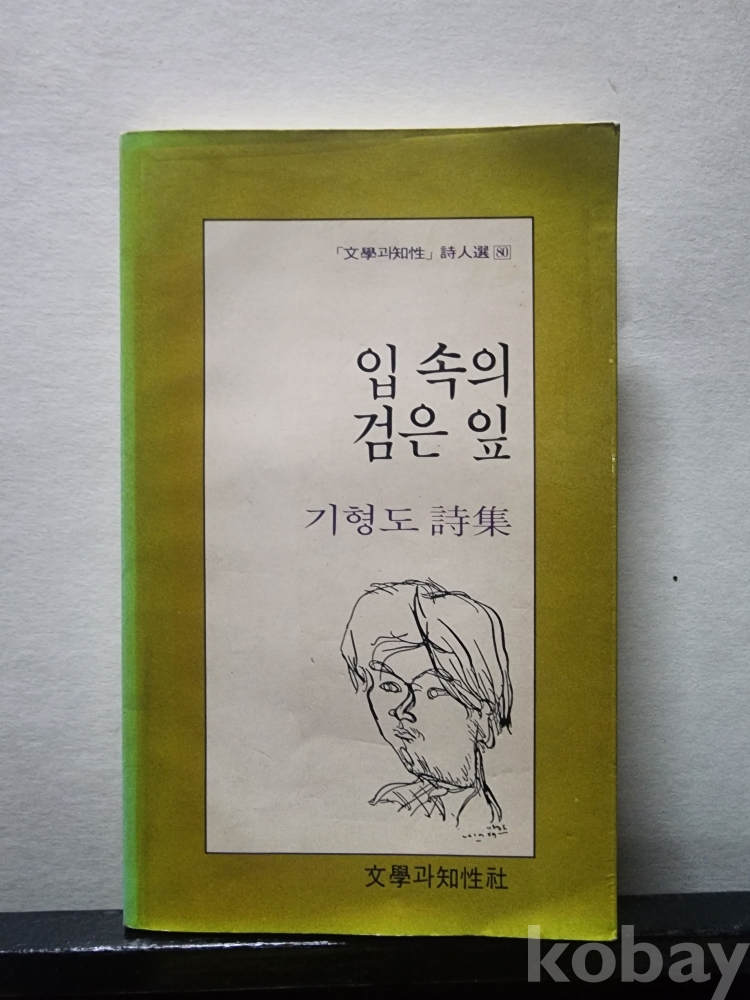 「文學과知性」詩人選 80
입 속의
검은 잎
기형도 詩集
文學과知性社
kobay